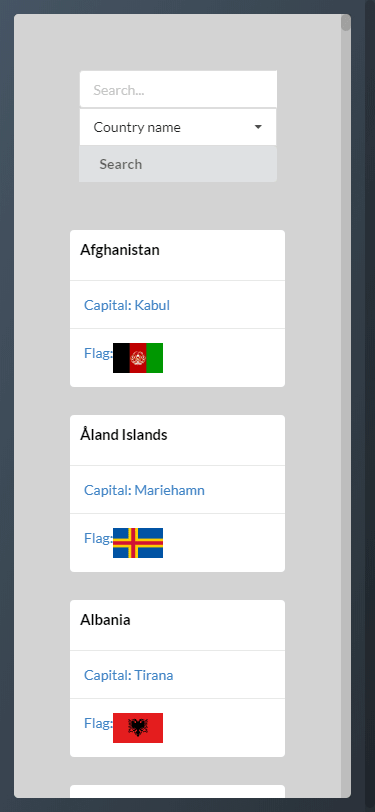 Search...
Country name
Search
Afghanistan
Capital: Kabul
Flag:
Åland Islands
Capital: Mariehamn
Flag:
Albania
Capital: Tirana
Flag: